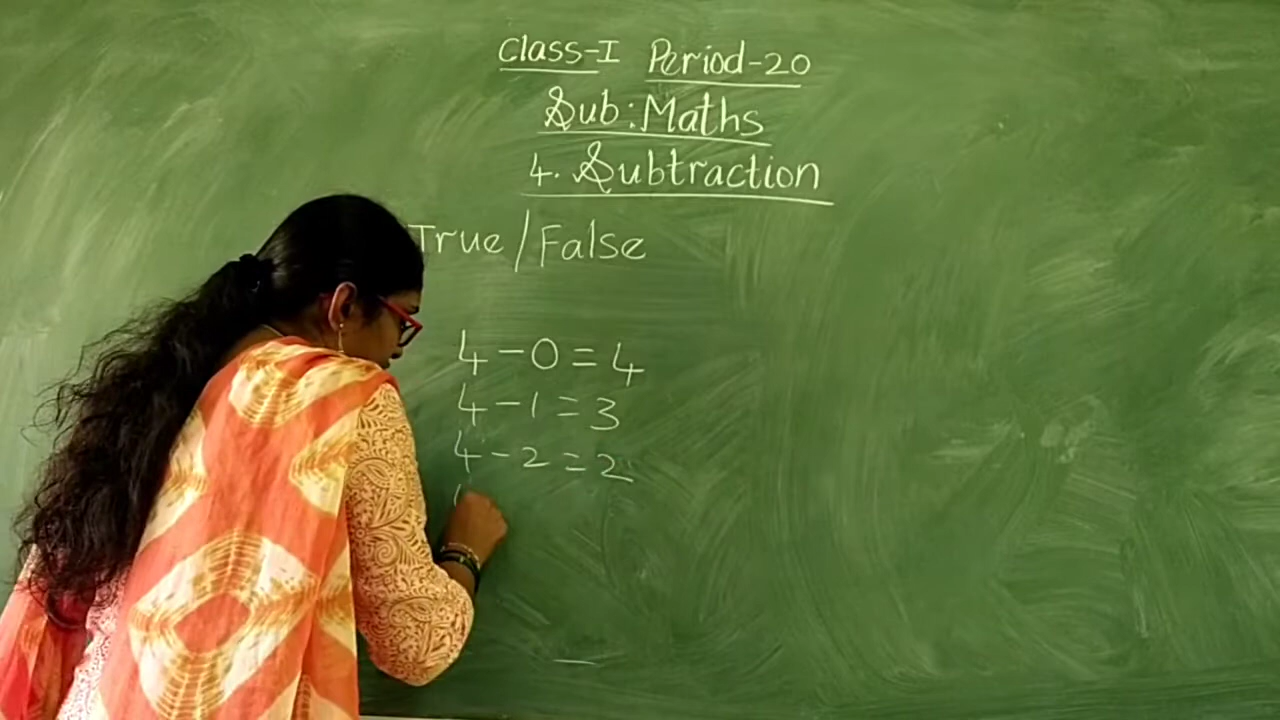 Class-I Period-20
Sub: Maths
4. Subtraction
True/False
4-0=4
4-1=3
4-2=2